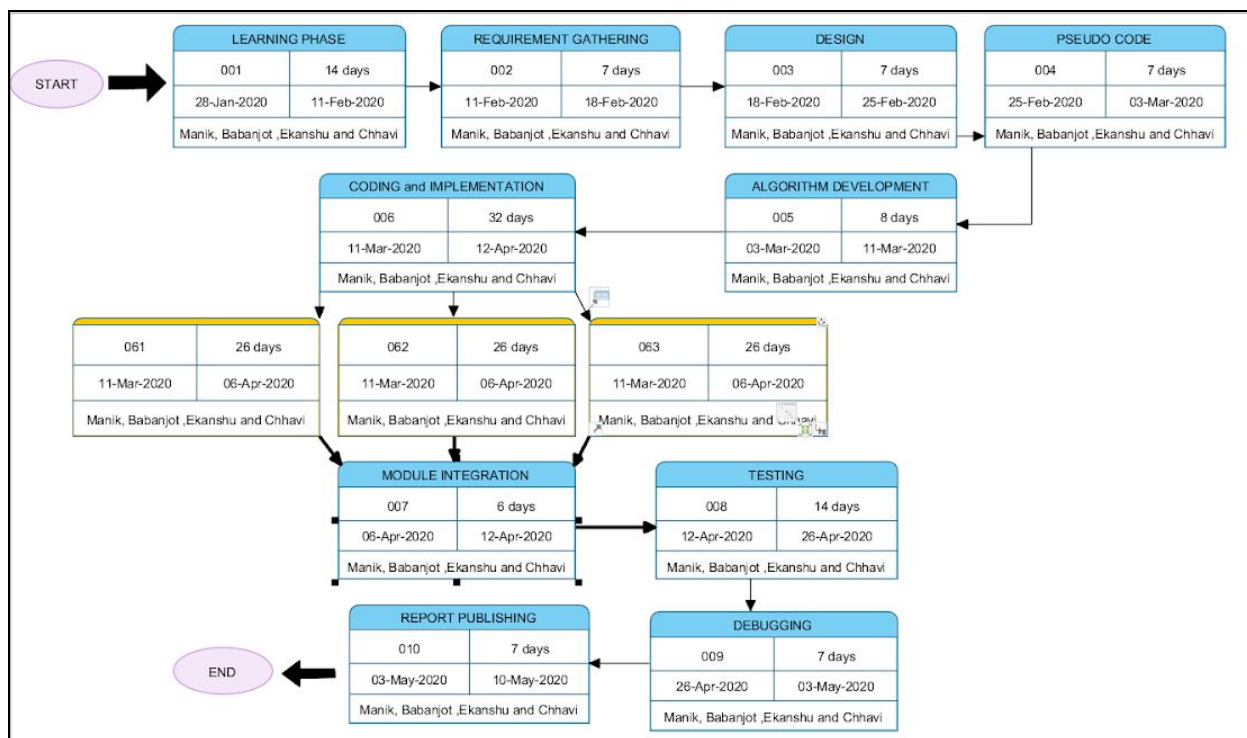 START
LEARNING PHASE
001 14 days
28-Jan-2020 11-Feb-2020
Manik, Babanjot ,Ekanshu and Chhavi
REQUIREMENT GATHERING
002 7 days
11-Feb-2020 18-Feb-2020
Manik, Babanjot ,Ekanshu and Chhavi
DESIGN
003 7 days
18-Feb-2020 25-Feb-2020
Manik, Babanjot ,Ekanshu and Chhavi
PSEUDO CODE
004 7 days
25-Feb-2020 03-Mar-2020
Manik, Babanjot ,Ekanshu and Chhavi
ALGORITHM DEVELOPMENT
005 8 days
03-Mar-2020 11-Mar-2020
Manik, Babanjot ,Ekanshu and Chhavi
CODING and IMPLEMENTATION
006 32 days
11-Mar-2020 12-Apr-2020
Manik, Babanjot ,Ekanshu and Chhavi
061 26 days
11-Mar-2020 06-Apr-2020
Manik, Babanjot ,Ekanshu and Chhavi
062 26 days
11-Mar-2020 06-Apr-2020
Manik, Babanjot ,Ekanshu and Chhavi
063 26 days
11-Mar-2020 06-Apr-2020
Manik, Babanjot ,Ekanshu and Chhavi
MODULE INTEGRATION
007 6 days
06-Apr-2020 12-Apr-2020
Manik, Babanjot ,Ekanshu and Chhavi
TESTING
008 14 days
12-Apr-2020 26-Apr-2020
Manik, Babanjot ,Ekanshu and Chhavi
DEBUGGING
009 7 days
26-Apr-2020 03-May-2020
Manik, Babanjot ,Ekanshu and Chhavi
REPORT PUBLISHING
010 7 days
03-May-2020 10-May-2020
Manik, Babanjot ,Ekanshu and Chhavi
END